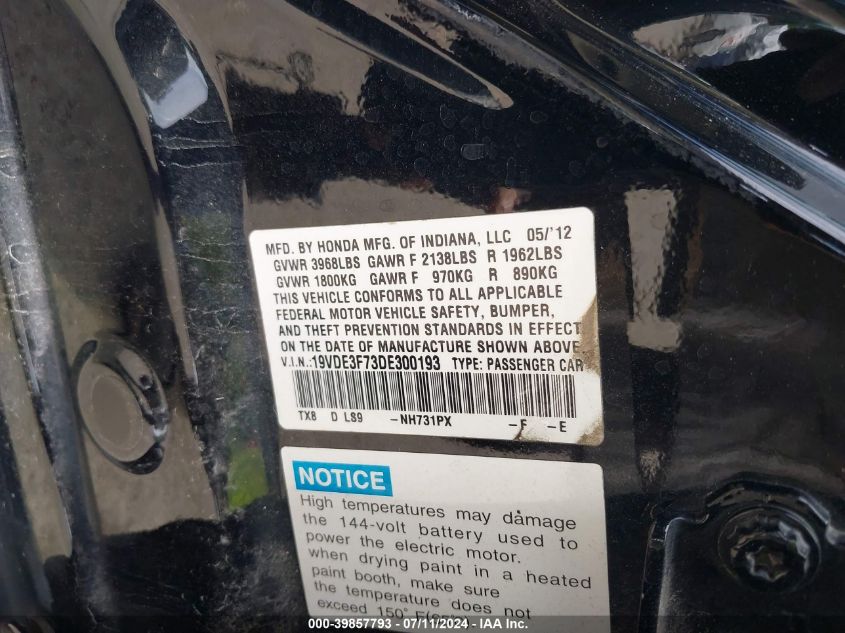 MFD. BY HONDA MFG. OF INDIANA, LLC 05/'12
GVWR 3968LBS GAWR F 2138LBS R 1962LBS
GVWR 1800KG GAWR F 970KG R 890KG
THIS VEHICLE CONFORMS TO ALL APPLICABLE
FEDERAL MOTOR VEHICLE SAFETY, BUMPER,
AND THEFT PREVENTION STANDARDS IN EFFECT
ON THE DATE OF MANUFACTURE SHOWN ABOVE.
V.I.N.:19VDE3F73DE300193 TYPE: PASSENGER CAR
TX8 D LS9 -NH731PX -F -E
NOTICE
High temperatures may damage
the 144-volt battery used to
power the electric motor.
when drying paint in a heated
paint booth, make sure
the temperature does not
exceed 150°
000-39857793 - 07/11/2024 - IAA Inc.